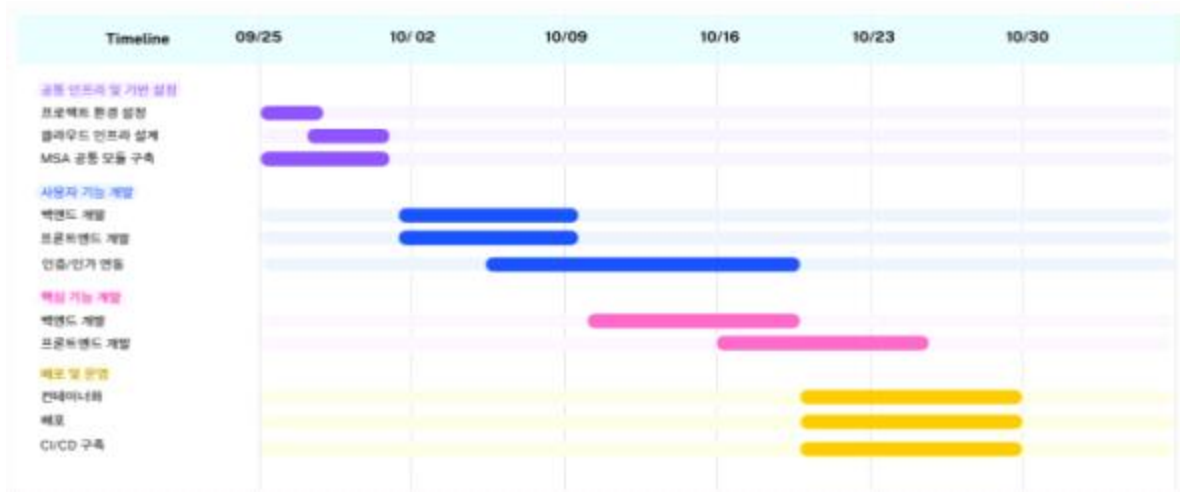 Timeline 09/25 10/02 10/09 10/16 10/23 10/30
공통 인프라 및 기반 설정
프로젝트 환경 설정
클라우드 인프라 설계
MSA 공통 모듈 구축
사용자 기능 개발
백엔드 개발
프론트엔드 개발
인증/인가 연동
핵심 기능 개발
백엔드 개발
프론트엔드 개발
배포 및 운영
컨테이너화
배포
CI/CD 구축